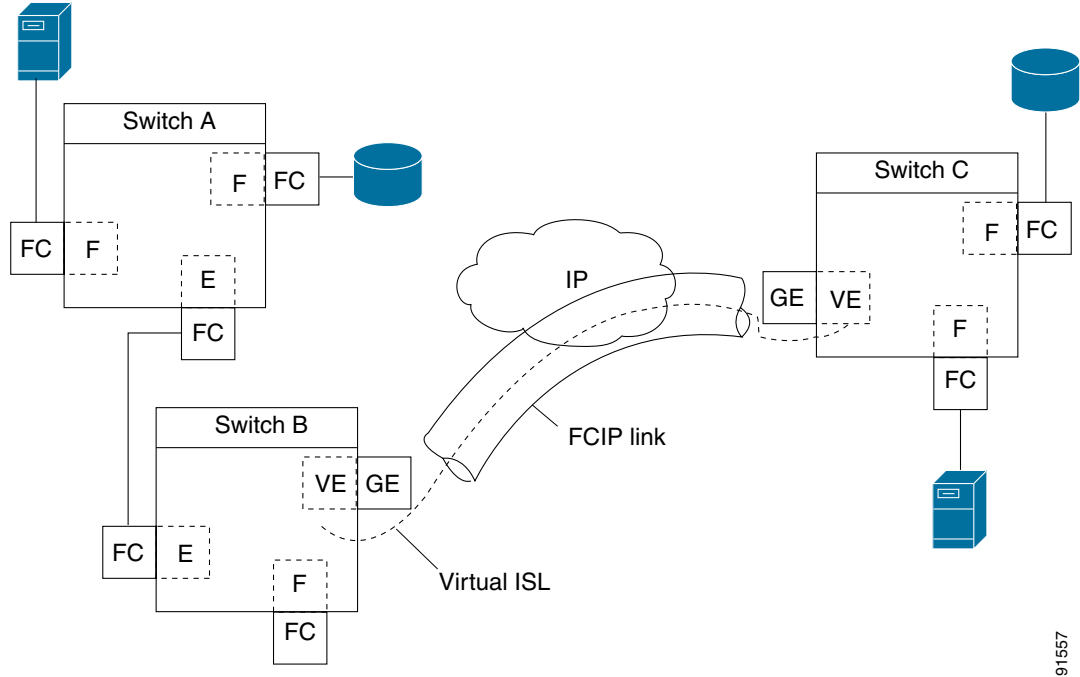 Switch A
F
FC
FC
F
E
FC
Switch B
VE
GE
FC
E
F
FC
IP
FCIP link
Virtual ISL
Switch C
F
FC
GE
VE
F
FC
91557